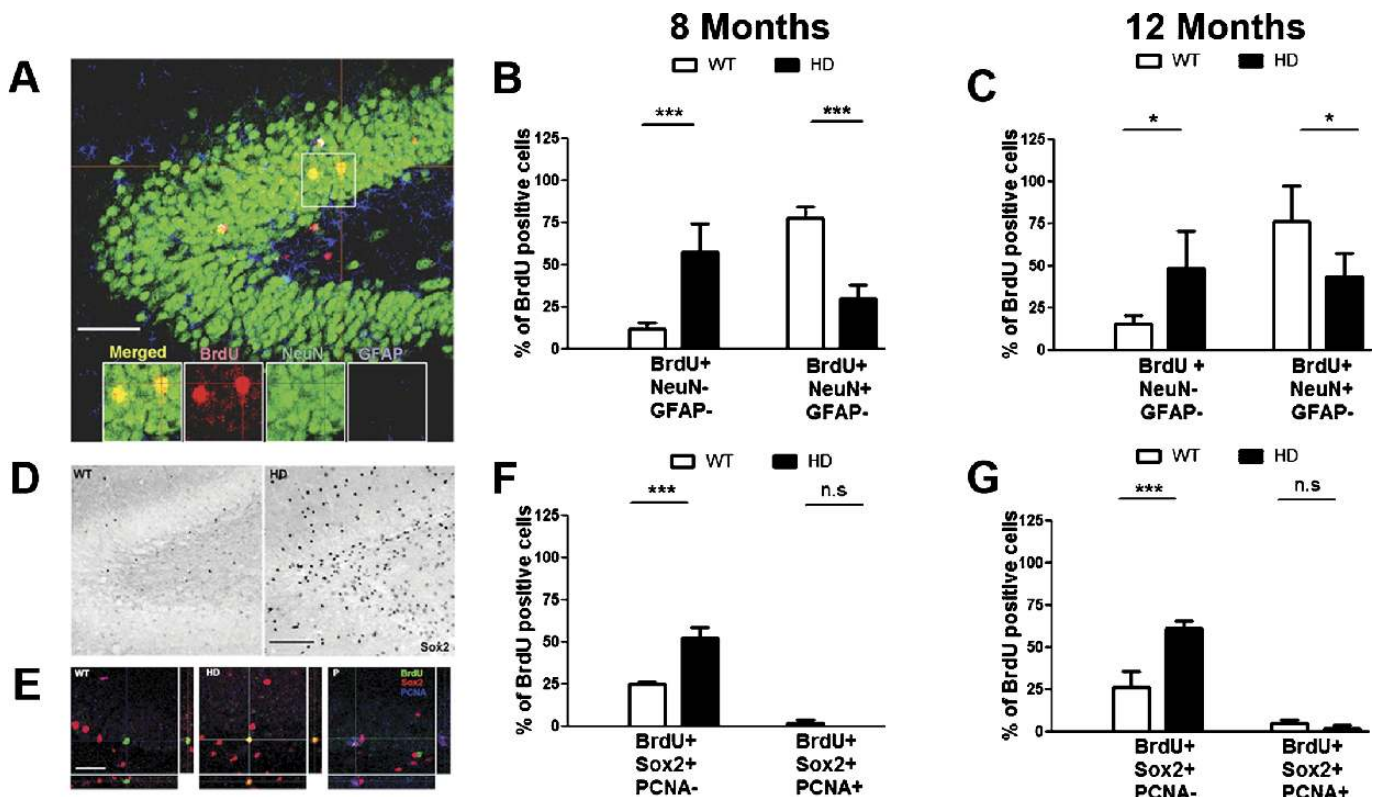 8 Months
12 Months
A
Merged
BrdU
NeuN
GFAP
B
WT
HD
***
***
% of BrdU positive cells
125
100
75
50
25
0
BrdU+
NeuN-
GFAP-
BrdU+
NeuN+
GFAP-
C
WT
HD
*
*
% of BrdU positive cells
125
100
75
50
25
0
BrdU +
NeuN-
GFAP-
BrdU+
NeuN+
GFAP-
D
WT
HD
Sox2
E
WT
HD
P
BrdU
Sox2
PCNA
F
WT
HD
***
n.s
% of BrdU positive cells
125
100
75
50
25
0
BrdU+
Sox2+
PCNA-
BrdU+
Sox2+
PCNA+
G
WT
HD
***
n.s
% of BrdU positive cells
125
100
75
50
25
0
BrdU+
Sox2+
PCNA-
BrdU+
Sox2+
PCNA+